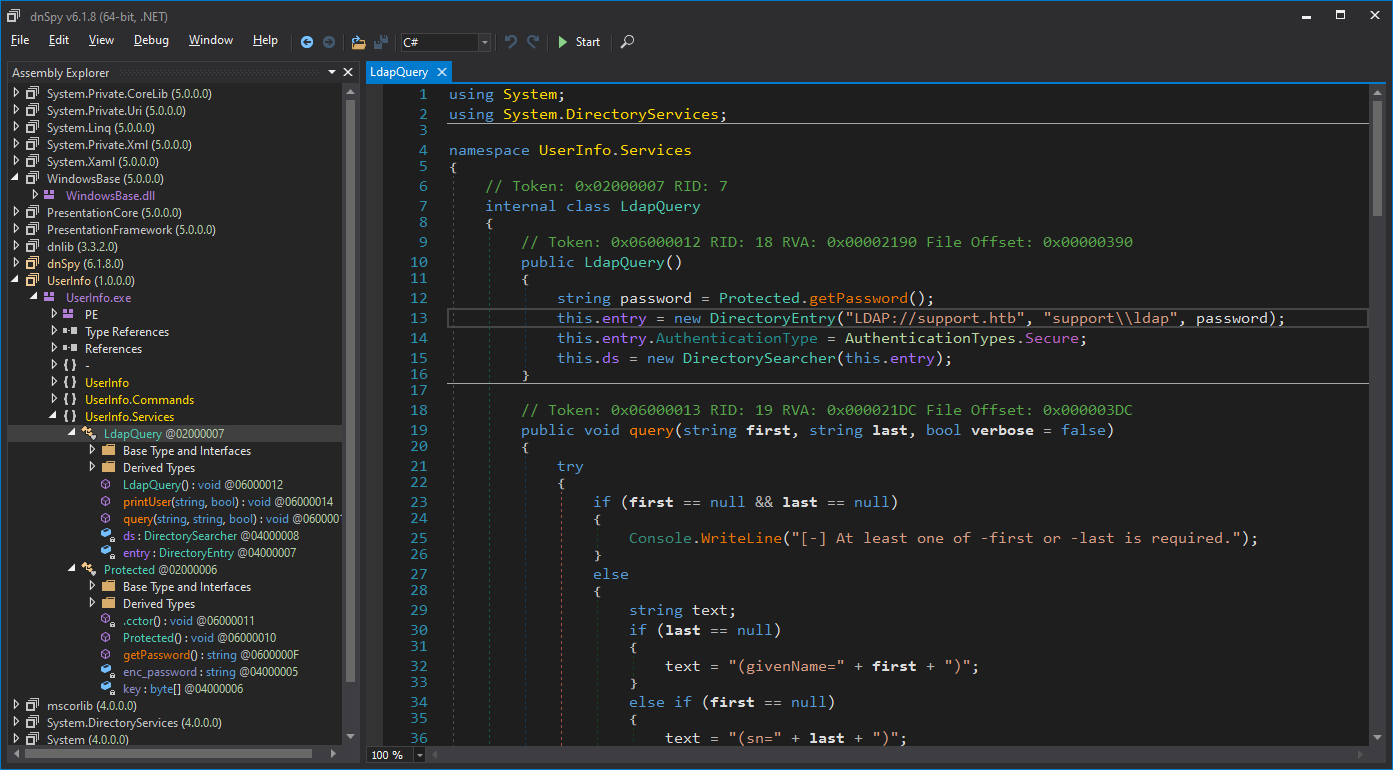 dnSpy v6.1.8 (64-bit, .NET)
File Edit View Debug Window Help C# Start
Assembly Explorer
System.Private.CoreLib (5.0.0.0)
System.Private.Uri (5.0.0.0)
System.Linq (5.0.0.0)
System.Private.Xml (5.0.0.0)
System.Xaml (5.0.0.0)
WindowsBase (5.0.0.0)
WindowsBase.dll
PresentationCore (5.0.0.0)
PresentationFramework (5.0.0.0)
dnlib (3.3.2.0)
dnSpy (6.1.8.0)
UserInfo (1.0.0.0)
UserInfo.exe
PE
Type References
References
{ } -
{ } UserInfo
{ } UserInfo.Commands
{ } UserInfo.Services
LdapQuery @02000007
Base Type and Interfaces
Derived Types
LdapQuery() : void @06000012
printUser(string, bool) : void @06000014
query(string, string, bool) : void @060000
ds : DirectorySearcher @04000008
entry : DirectoryEntry @04000007
Protected @02000006
Base Type and Interfaces
Derived Types
.cctor() : void @06000011
Protected() : void @06000010
getPassword() : string @0600000F
enc_password : string @04000005
key : byte[] @04000006
mscorlib (4.0.0.0)
System.DirectoryServices (4.0.0.0)
System (4.0.0.0)
LdapQuery
1 using System;
2 using System.DirectoryServices;
3
4 namespace UserInfo.Services
5 {
6 // Token: 0x02000007 RID: 7
7 internal class LdapQuery
8 {
9 // Token: 0x06000012 RID: 18 RVA: 0x00002190 File Offset: 0x00000390
10 public LdapQuery()
11 {
12 string password = Protected.getPassword();
13 this.entry = new DirectoryEntry("LDAP://support.htb", "support\\ldap", password);
14 this.entry.AuthenticationType = AuthenticationTypes.Secure;
15 this.ds = new DirectorySearcher(this.entry);
16 }
17
18 // Token: 0x06000013 RID: 19 RVA: 0x000021DC File Offset: 0x000003DC
19 public void query(string first, string last, bool verbose = false)
20 {
21 try
22 {
23 if (first == null && last == null)
24 {
25 Console.WriteLine("[-] At least one of -first or -last is required.");
26 }
27 else
28 {
29 string text;
30 if (last == null)
31 {
32 text = "(givenName=" + first + ")";
33 }
34 else if (first == null)
35 {
36 text = "(sn=" + last + ")";
100 %